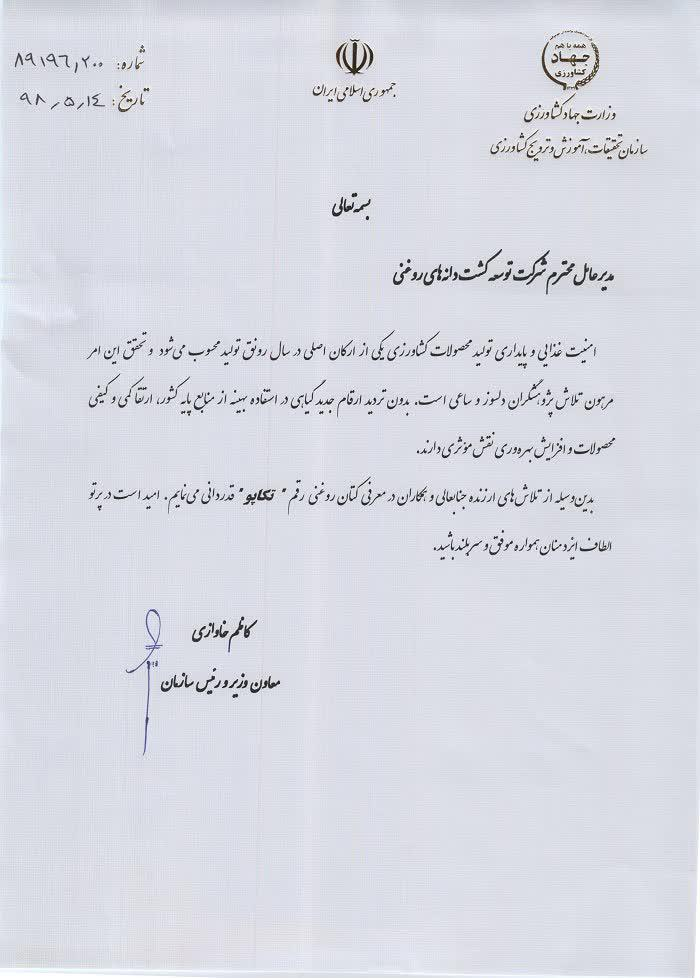 همه با هم
جهاد
کشاورزی
وزارت جهاد کشاورزی
سازمان تحقیقات، آموزش و ترویج کشاورزی
جمهوری اسلامی ایران
شماره: ۸۹۱۹۶٫۲۰۰
تاریخ: ۹۸٫۵٫۱۴
بسمه تعالی
مدیر عامل محترم شرکت توسعه کشت دانه های روغنی
امنیت غذایی و پایداری تولید محصولات کشاورزی یکی از ارکان اصلی در سال رونق تولید محسوب می‌شود و تحقق این امر
مرهون تلاش پژوهشگران دلسوز و ساعی است. بدون تردید ارقام جدید گیاهی در استفاده بهینه از منابع پایه کشور، ارتقا کمی و کیفی
محصولات و افزایش بهره‌وری نقش مؤثری دارند.
بدین‌وسیله از تلاش های ارزنده جنابعالی و همکاران در معرفی کتان روغنی رقم " تکاپو" قدردانی می‌نمایم. امید است در پرتو
الطاف ایزد منان همواره موفق و سربلند باشید.
کاظم خاوازی
معاون وزیر و رئیس سازمان